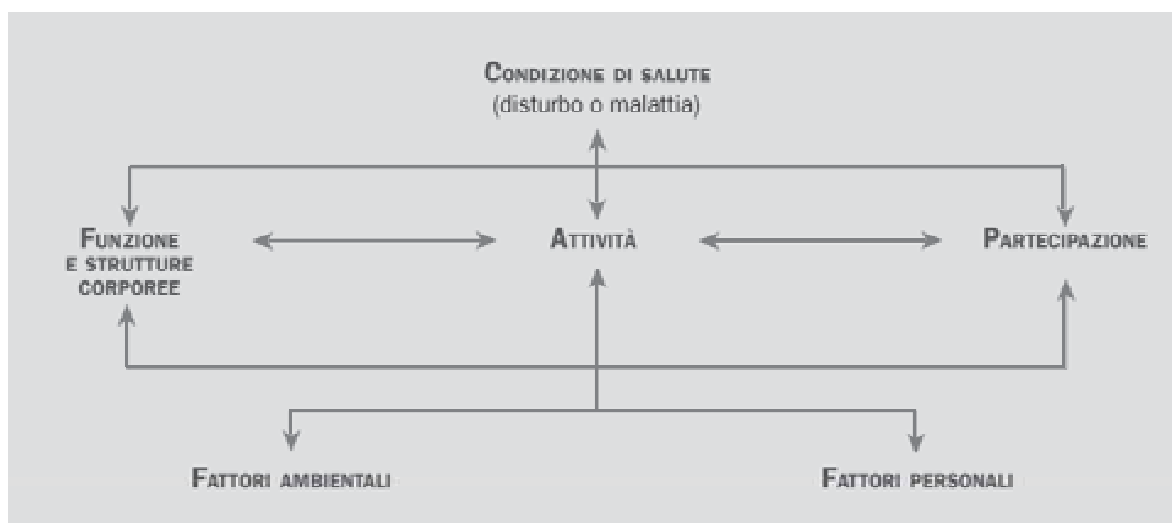 CONDIZIONE DI SALUTE
(disturbo o malattia)
FUNZIONE
E STRUTTURE
CORPOREE
ATTIVITÀ
PARTECIPAZIONE
FATTORI AMBIENTALI
FATTORI PERSONALI